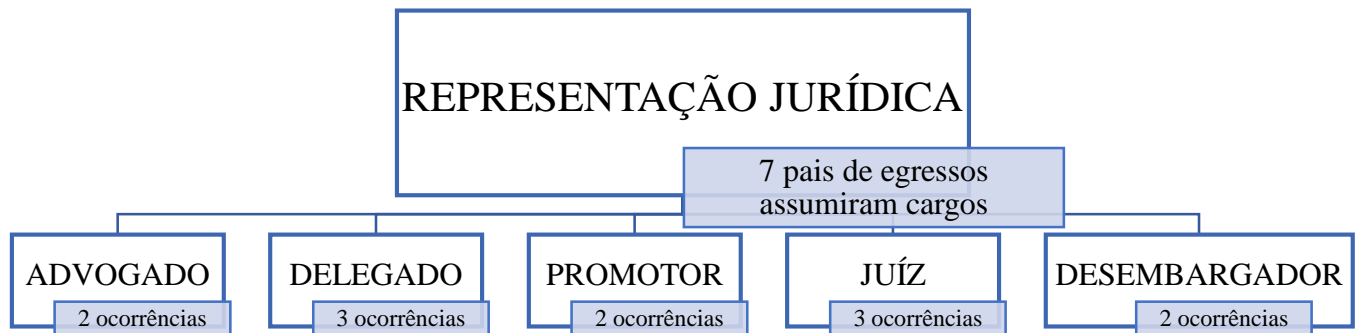 REPRESENTAÇÃO JURÍDICA
7 pais de egressos
assumiram cargos
ADVOGADO
2 ocorrências
DELEGADO
3 ocorrências
PROMOTOR
2 ocorrências
JUÍZ
3 ocorrências
DESEMBARGADOR
2 ocorrências